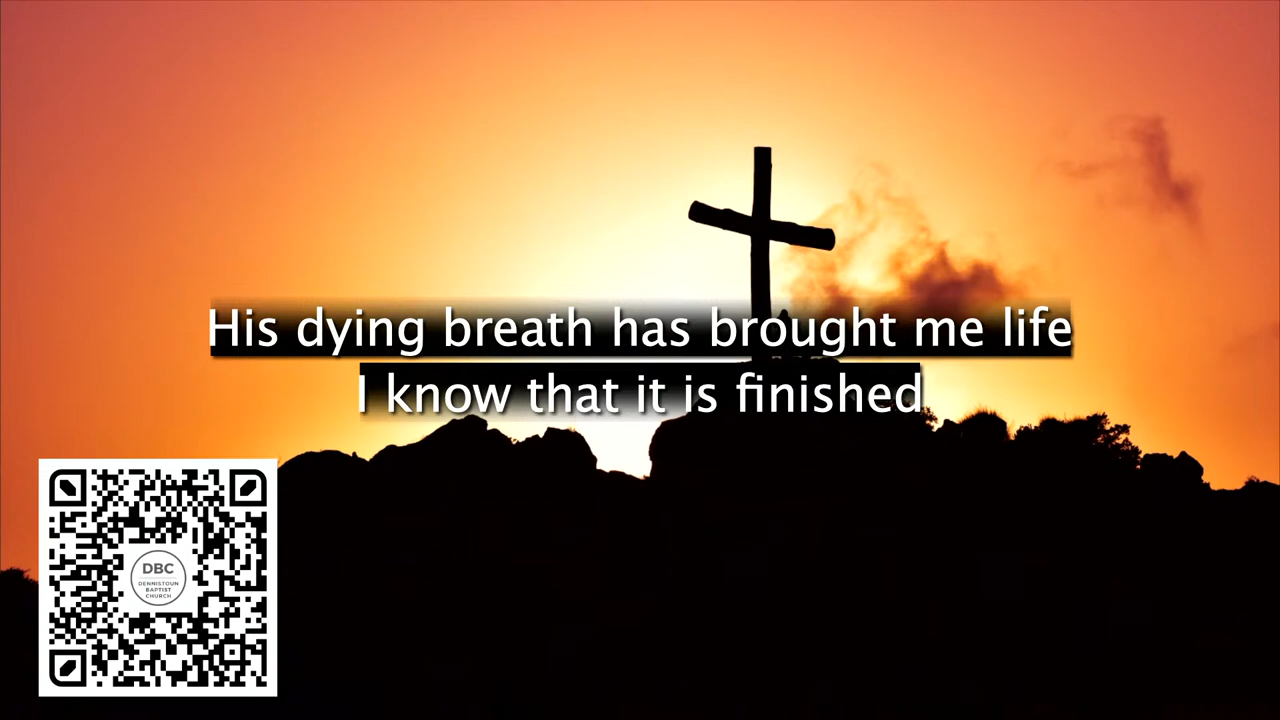 His dying breath has brought me life
I know that it is finished
DBC
DENNISTOUN
BAPTIST
CHURCH